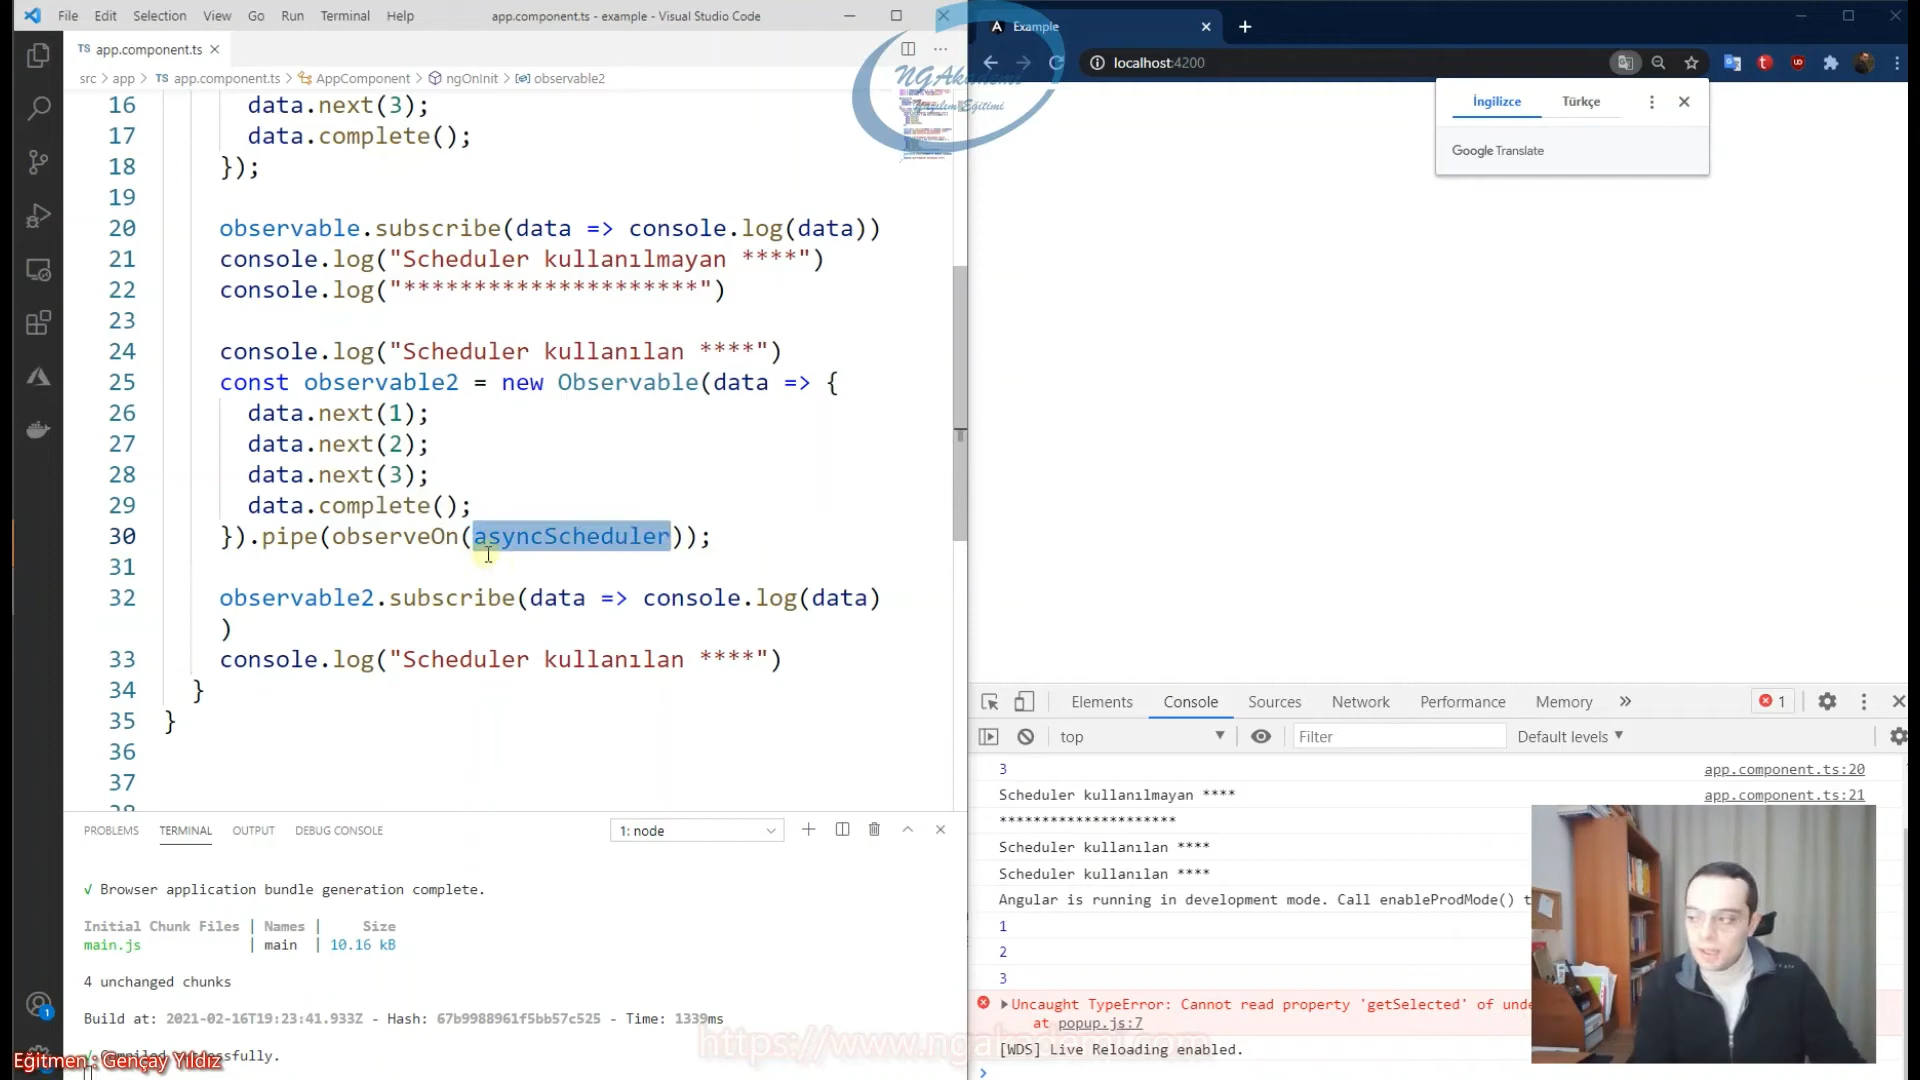 File Edit Selection View Go Run Terminal Help
app.component.ts - example - Visual Studio Code
TS app.component.ts
src > app > TS app.component.ts > AppComponent > ngOnInit > observable2
16 data.next(3);
17 data.complete();
18 });
19
20 observable.subscribe(data => console.log(data))
21 console.log("Scheduler kullanılmayan ****")
22 console.log("*********************")
23
24 console.log("Scheduler kullanılan ****")
25 const observable2 = new Observable(data => {
26 data.next(1);
27 data.next(2);
28 data.next(3);
29 data.complete();
30 }).pipe(observeOn(asyncScheduler));
31
32 observable2.subscribe(data => console.log(data)
)
33 console.log("Scheduler kullanılan ****")
34 }
35 }
36
37
PROBLEMS TERMINAL OUTPUT DEBUG CONSOLE
1: node
√ Browser application bundle generation complete.
Initial Chunk Files | Names | Size
main.js | main | 10.16 kB
4 unchanged chunks
Build at: 2021-02-16T19:23:41.933Z - Hash: 67b9988961f5bb57c525 - Time: 1339ms
Eğitmen : Gençay Yıldız
NGAkademi
Yazılım Eğitimi
Example
localhost:4200
İngilizce Türkçe
Google Translate
Elements Console Sources Network Performance Memory
1
top
Filter
Default levels
3 app.component.ts:20
Scheduler kullanılmayan **** app.component.ts:21
*********************
Scheduler kullanılan ****
Scheduler kullanılan ****
Angular is running in development mode. Call enableProdMode() t
1
2
3
Uncaught TypeError: Cannot read property 'getSelected' of unde
at popup.js:7
[WDS] Live Reloading enabled.